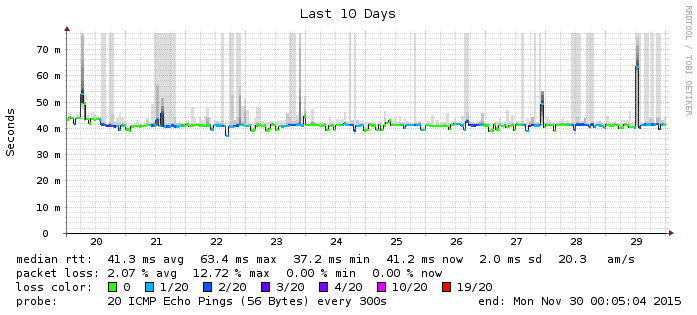 Last 10 Days
RRDTOOL / TOBI OETIKER
Seconds
70 m
60 m
50 m
40 m
30 m
20 m
10 m
0
20 21 22 23 24 25 26 27 28 29
median rtt: 41.3 ms avg 63.4 ms max 37.2 ms min 41.2 ms now 2.0 ms sd 20.3 am/s
packet loss: 2.07 % avg 12.72 % max 0.00 % min 0.00 % now
loss color: 0 1/20 2/20 3/20 4/20 10/20 19/20
probe: 20 ICMP Echo Pings (56 Bytes) every 300s end: Mon Nov 30 00:05:04 2015